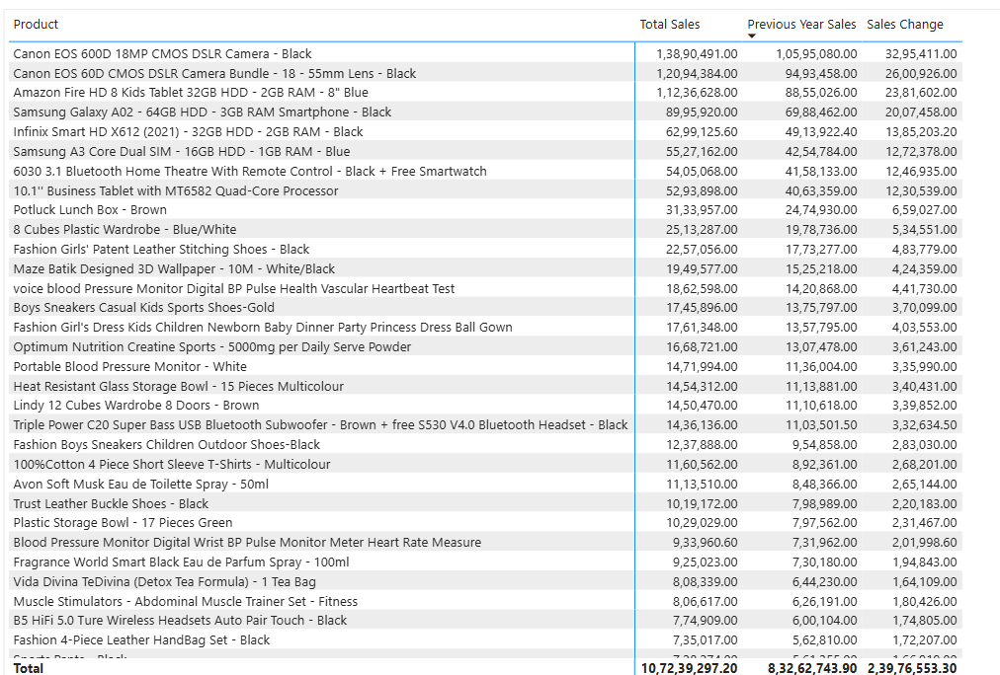 Product Total Sales Previous Year Sales Sales Change
Canon EOS 600D 18MP CMOS DSLR Camera - Black 1,38,90,491.00 1,05,95,080.00 32,95,411.00
Canon EOS 60D CMOS DSLR Camera Bundle - 18 - 55mm Lens - Black 1,20,94,384.00 94,93,458.00 26,00,926.00
Amazon Fire HD 8 Kids Tablet 32GB HDD - 2GB RAM - 8" Blue 1,12,36,628.00 88,55,026.00 23,81,602.00
Samsung Galaxy A02 - 64GB HDD - 3GB RAM Smartphone - Black 89,95,920.00 69,88,462.00 20,07,458.00
Infinix Smart HD X612 (2021) - 32GB HDD - 2GB RAM - Black 62,99,125.60 49,13,922.40 13,85,203.20
Samsung A3 Core Dual SIM - 16GB HDD - 1GB RAM - Blue 55,27,162.00 42,54,784.00 12,72,378.00
6030 3.1 Bluetooth Home Theatre With Remote Control - Black + Free Smartwatch 54,05,068.00 41,58,133.00 12,46,935.00
10.1'' Business Tablet with MT6582 Quad-Core Processor 52,93,898.00 40,63,359.00 12,30,539.00
Potluck Lunch Box - Brown 31,33,957.00 24,74,930.00 6,59,027.00
8 Cubes Plastic Wardrobe - Blue/White 25,13,287.00 19,78,736.00 5,34,551.00
Fashion Girls' Patent Leather Stitching Shoes - Black 22,57,056.00 17,73,277.00 4,83,779.00
Maze Batik Designed 3D Wallpaper - 10M - White/Black 19,49,577.00 15,25,218.00 4,24,359.00
voice blood Pressure Monitor Digital BP Pulse Health Vascular Heartbeat Test 18,62,598.00 14,20,868.00 4,41,730.00
Boys Sneakers Casual Kids Sports Shoes-Gold 17,45,896.00 13,75,797.00 3,70,099.00
Fashion Girl's Dress Kids Children Newborn Baby Dinner Party Princess Dress Ball Gown 17,61,348.00 13,57,795.00 4,03,553.00
Optimum Nutrition Creatine Sports - 5000mg per Daily Serve Powder 16,68,721.00 13,07,478.00 3,61,243.00
Portable Blood Pressure Monitor - White 14,71,994.00 11,36,004.00 3,35,990.00
Heat Resistant Glass Storage Bowl - 15 Pieces Multicolour 14,54,312.00 11,13,881.00 3,40,431.00
Lindy 12 Cubes Wardrobe 8 Doors - Brown 14,50,470.00 11,10,618.00 3,39,852.00
Triple Power C20 Super Bass USB Bluetooth Subwoofer - Brown + free S530 V4.0 Bluetooth Headset - Black 14,36,136.00 11,03,501.50 3,32,634.50
Fashion Boys Sneakers Children Outdoor Shoes-Black 12,37,888.00 9,54,858.00 2,83,030.00
100%Cotton 4 Piece Short Sleeve T-Shirts - Multicolour 11,60,562.00 8,92,361.00 2,68,201.00
Avon Soft Musk Eau de Toilette Spray - 50ml 11,13,510.00 8,48,366.00 2,65,144.00
Trust Leather Buckle Shoes - Black 10,19,172.00 7,98,989.00 2,20,183.00
Plastic Storage Bowl - 17 Pieces Green 10,29,029.00 7,97,562.00 2,31,467.00
Blood Pressure Monitor Digital Wrist BP Pulse Monitor Meter Heart Rate Measure 9,33,960.60 7,31,962.00 2,01,998.60
Fragrance World Smart Black Eau de Parfum Spray - 100ml 9,25,023.00 7,30,180.00 1,94,843.00
Vida Divina TeDivina (Detox Tea Formula) - 1 Tea Bag 8,08,339.00 6,44,230.00 1,64,109.00
Muscle Stimulators - Abdominal Muscle Trainer Set - Fitness 8,06,617.00 6,26,191.00 1,80,426.00
B5 HiFi 5.0 Ture Wireless Headsets Auto Pair Touch - Black 7,74,909.00 6,00,104.00 1,74,805.00
Fashion 4-Piece Leather HandBag Set - Black 7,35,017.00 5,62,810.00 1,72,207.00
Total 10,72,39,297.20 8,32,62,743.90 2,39,76,553.30